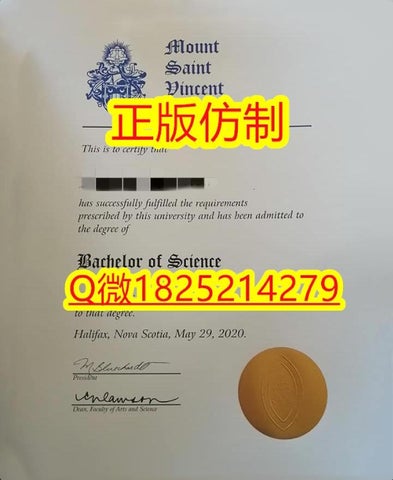 Mount
Saint
Vincent
正版仿制
This is to certify that
has successfully fulfilled the requirements
prescribed by this university and has been admitted to
the degree of
Bachelor of Science
Q微1825214279
to that degree.
Halifax, Nova Scotia, May 29, 2020.
President
Dean, Faculty of Arts and Science